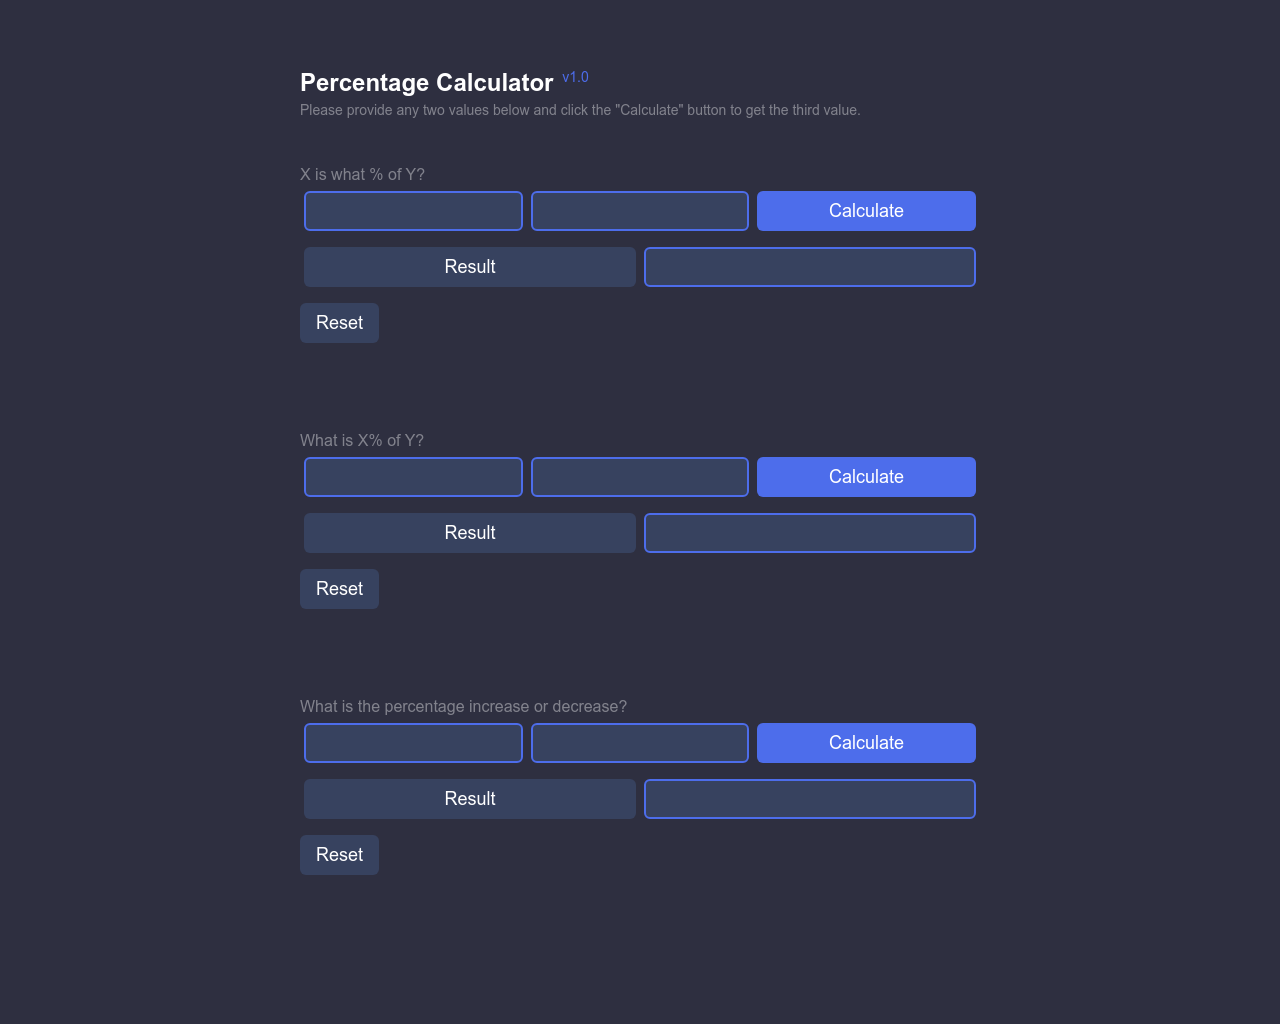 Percentage Calculator v1.0
Please provide any two values below and click the "Calculate" button to get the third value.
X is what % of Y?
Calculate
Result
Reset
What is X% of Y?
Calculate
Result
Reset
What is the percentage increase or decrease?
Calculate
Result
Reset